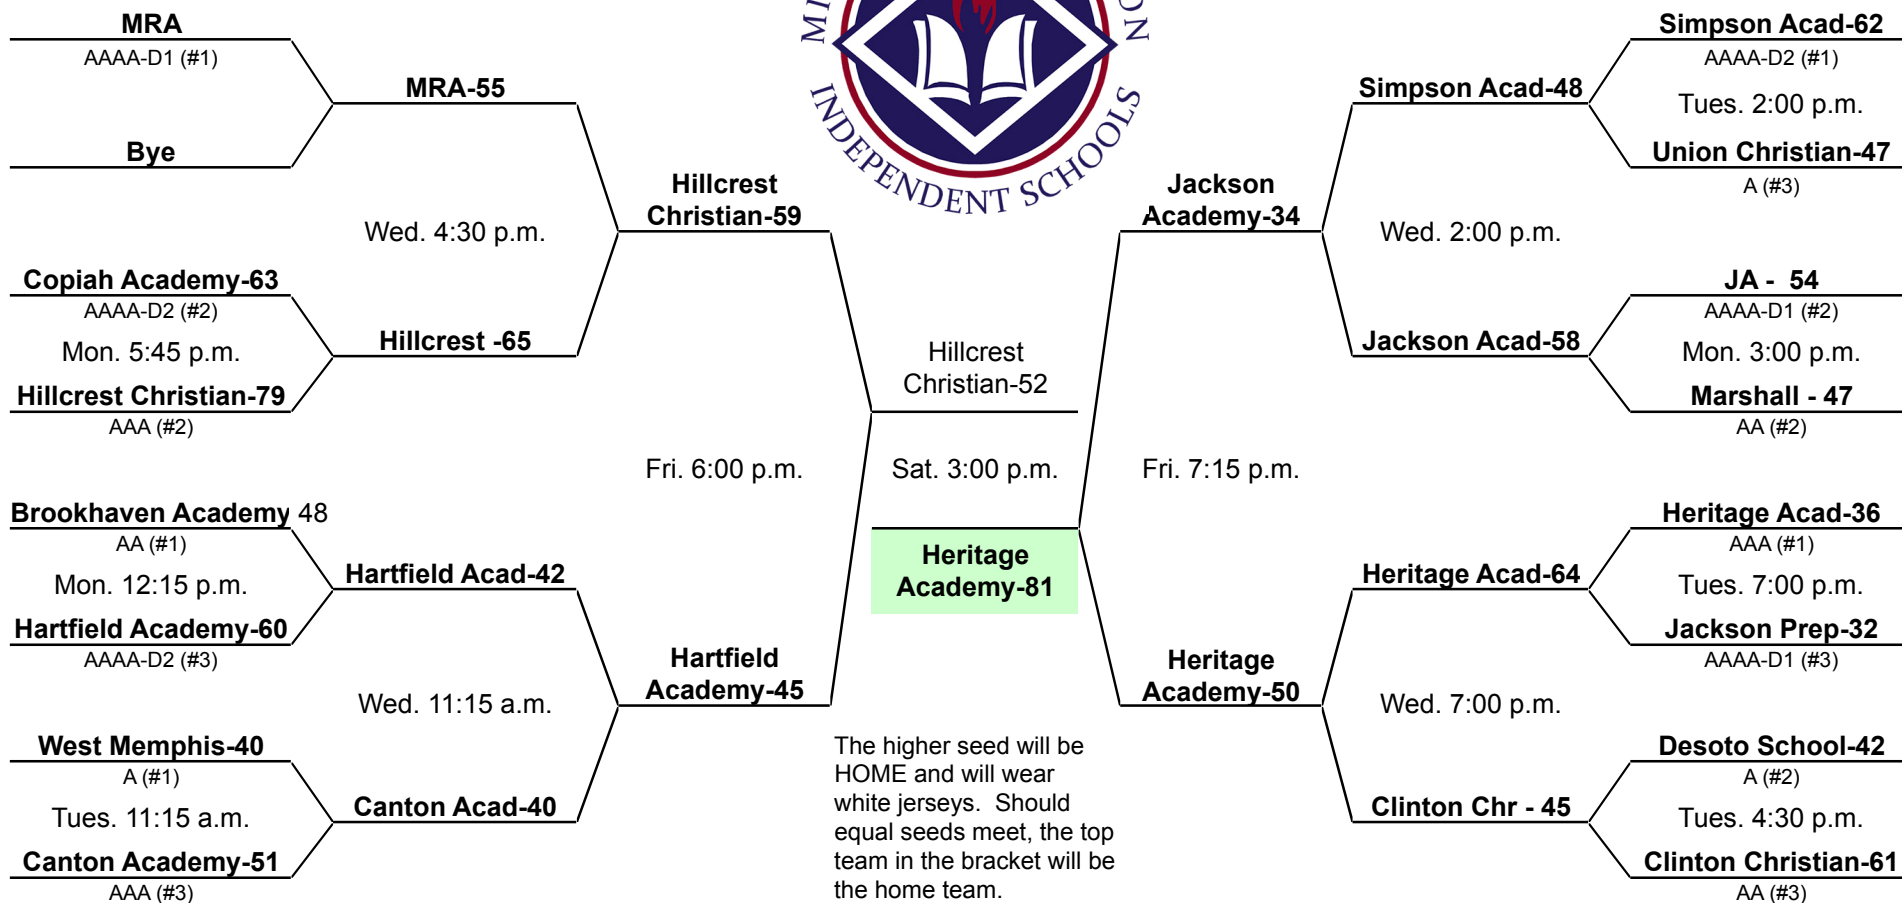 MRA
AAAA-D1 (#1)
Bye
Copiah Academy-63
AAAA-D2 (#2)
Mon. 5:45 p.m.
Hillcrest Christian-79
AAA (#2)
Brookhaven Academy 48
AA (#1)
Mon. 12:15 p.m.
Hartfield Academy-60
AAAA-D2 (#3)
West Memphis-40
A (#1)
Tues. 11:15 a.m.
Canton Academy-51
AAA (#3)
MRA-55
Wed. 4:30 p.m.
Hillcrest -65
Hartfield Acad-42
Wed. 11:15 a.m.
Canton Acad-40
Hillcrest
Christian-59
Fri. 6:00 p.m.
Hartfield
Academy-45
INDEPENDENT SCHOOLS
Hillcrest
Christian-52
Sat. 3:00 p.m.
Heritage
Academy-81
The higher seed will be
HOME and will wear
white jerseys. Should
equal seeds meet, the top
team in the bracket will be
the home team.
Jackson
Academy-34
Fri. 7:15 p.m.
Heritage
Academy-50
Simpson Acad-48
Wed. 2:00 p.m.
Jackson Acad-58
Heritage Acad-64
Wed. 7:00 p.m.
Clinton Chr - 45
Simpson Acad-62
AAAA-D2 (#1)
Tues. 2:00 p.m.
Union Christian-47
A (#3)
JA - 54
AAAA-D1 (#2)
Mon. 3:00 p.m.
Marshall - 47
AA (#2)
Heritage Acad-36
AAA (#1)
Tues. 7:00 p.m.
Jackson Prep-32
AAAA-D1 (#3)
Desoto School-42
A (#2)
Tues. 4:30 p.m.
Clinton Christian-61
AA (#3)